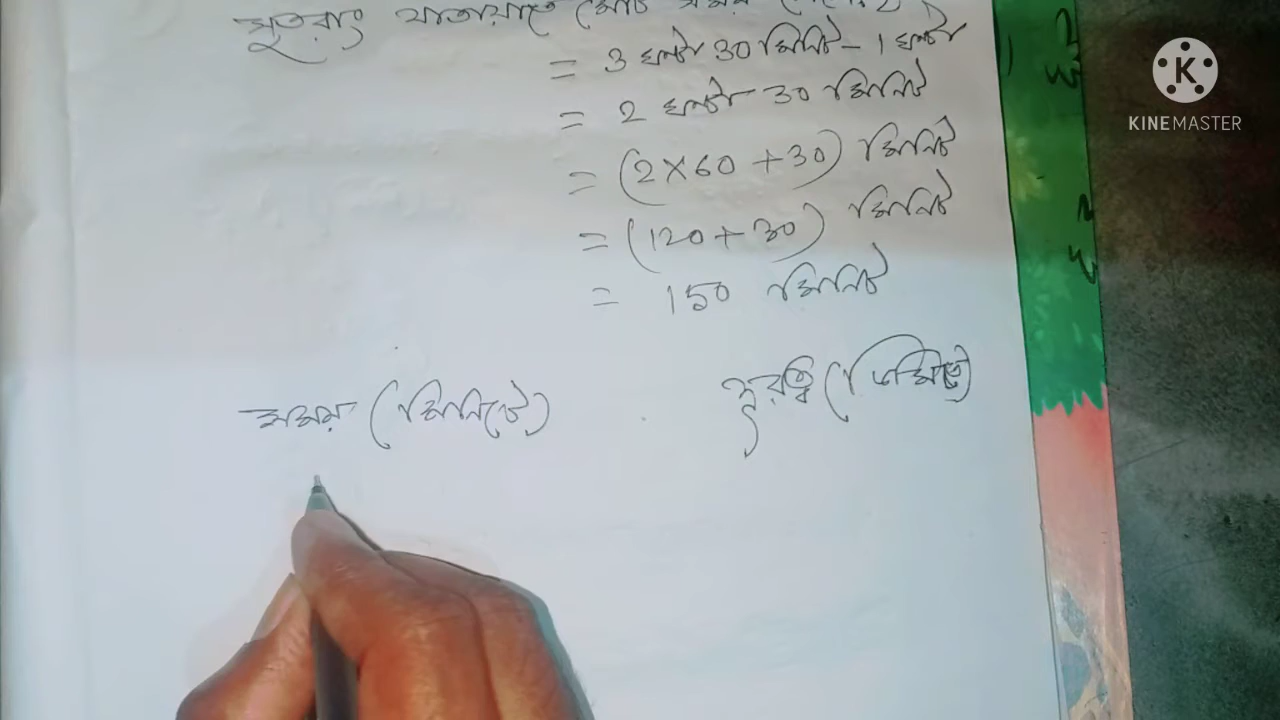 সুতরাং যাতায়াতে মোট সময়
= 3 ঘন্টা 30 মিনিট - 1 ঘন্টা
= 2 ঘন্টা 30 মিনিট
= (2×60 +30) মিনিট
= (120+30) মিনিট
= 150 মিনিট
সময় (মিনিটে) দূরত্ব (কিমিতে)
KINEMASTER